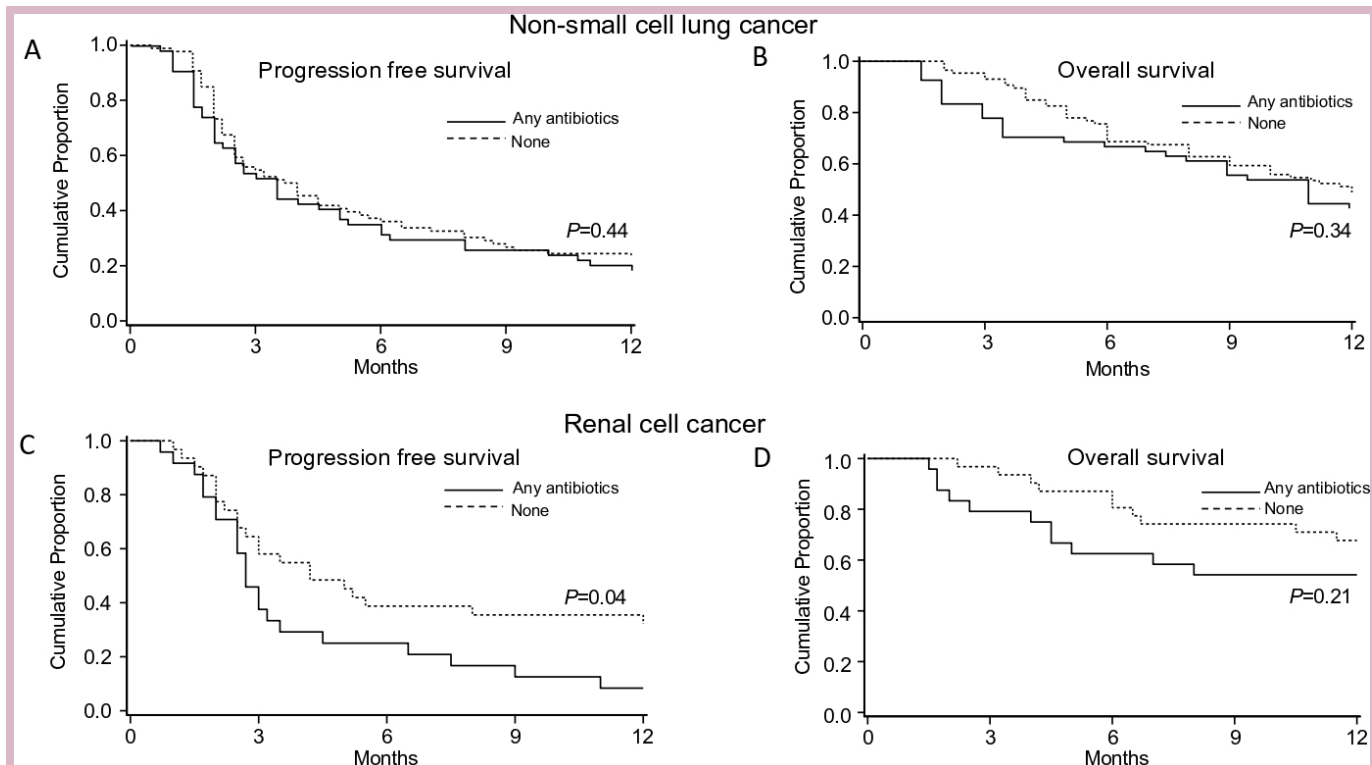 Non-small cell lung cancer
A
Progression free survival
Any antibiotics
None
P=0.44
Cumulative Proportion
1.0
0.8
0.6
0.4
0.2
0.0
0 3 6 9 12
Months
B
Overall survival
Any antibiotics
None
P=0.34
Cumulative Proportion
1.0
0.8
0.6
0.4
0.2
0.0
0 3 6 9 12
Months
Renal cell cancer
C
Progression free survival
Any antibiotics
None
P=0.04
Cumulative Proportion
1.0
0.8
0.6
0.4
0.2
0.0
0 3 6 9 12
Months
D
Overall survival
Any antibiotics
None
P=0.21
Cumulative Proportion
1.0
0.8
0.6
0.4
0.2
0.0
0 3 6 9 12
Months